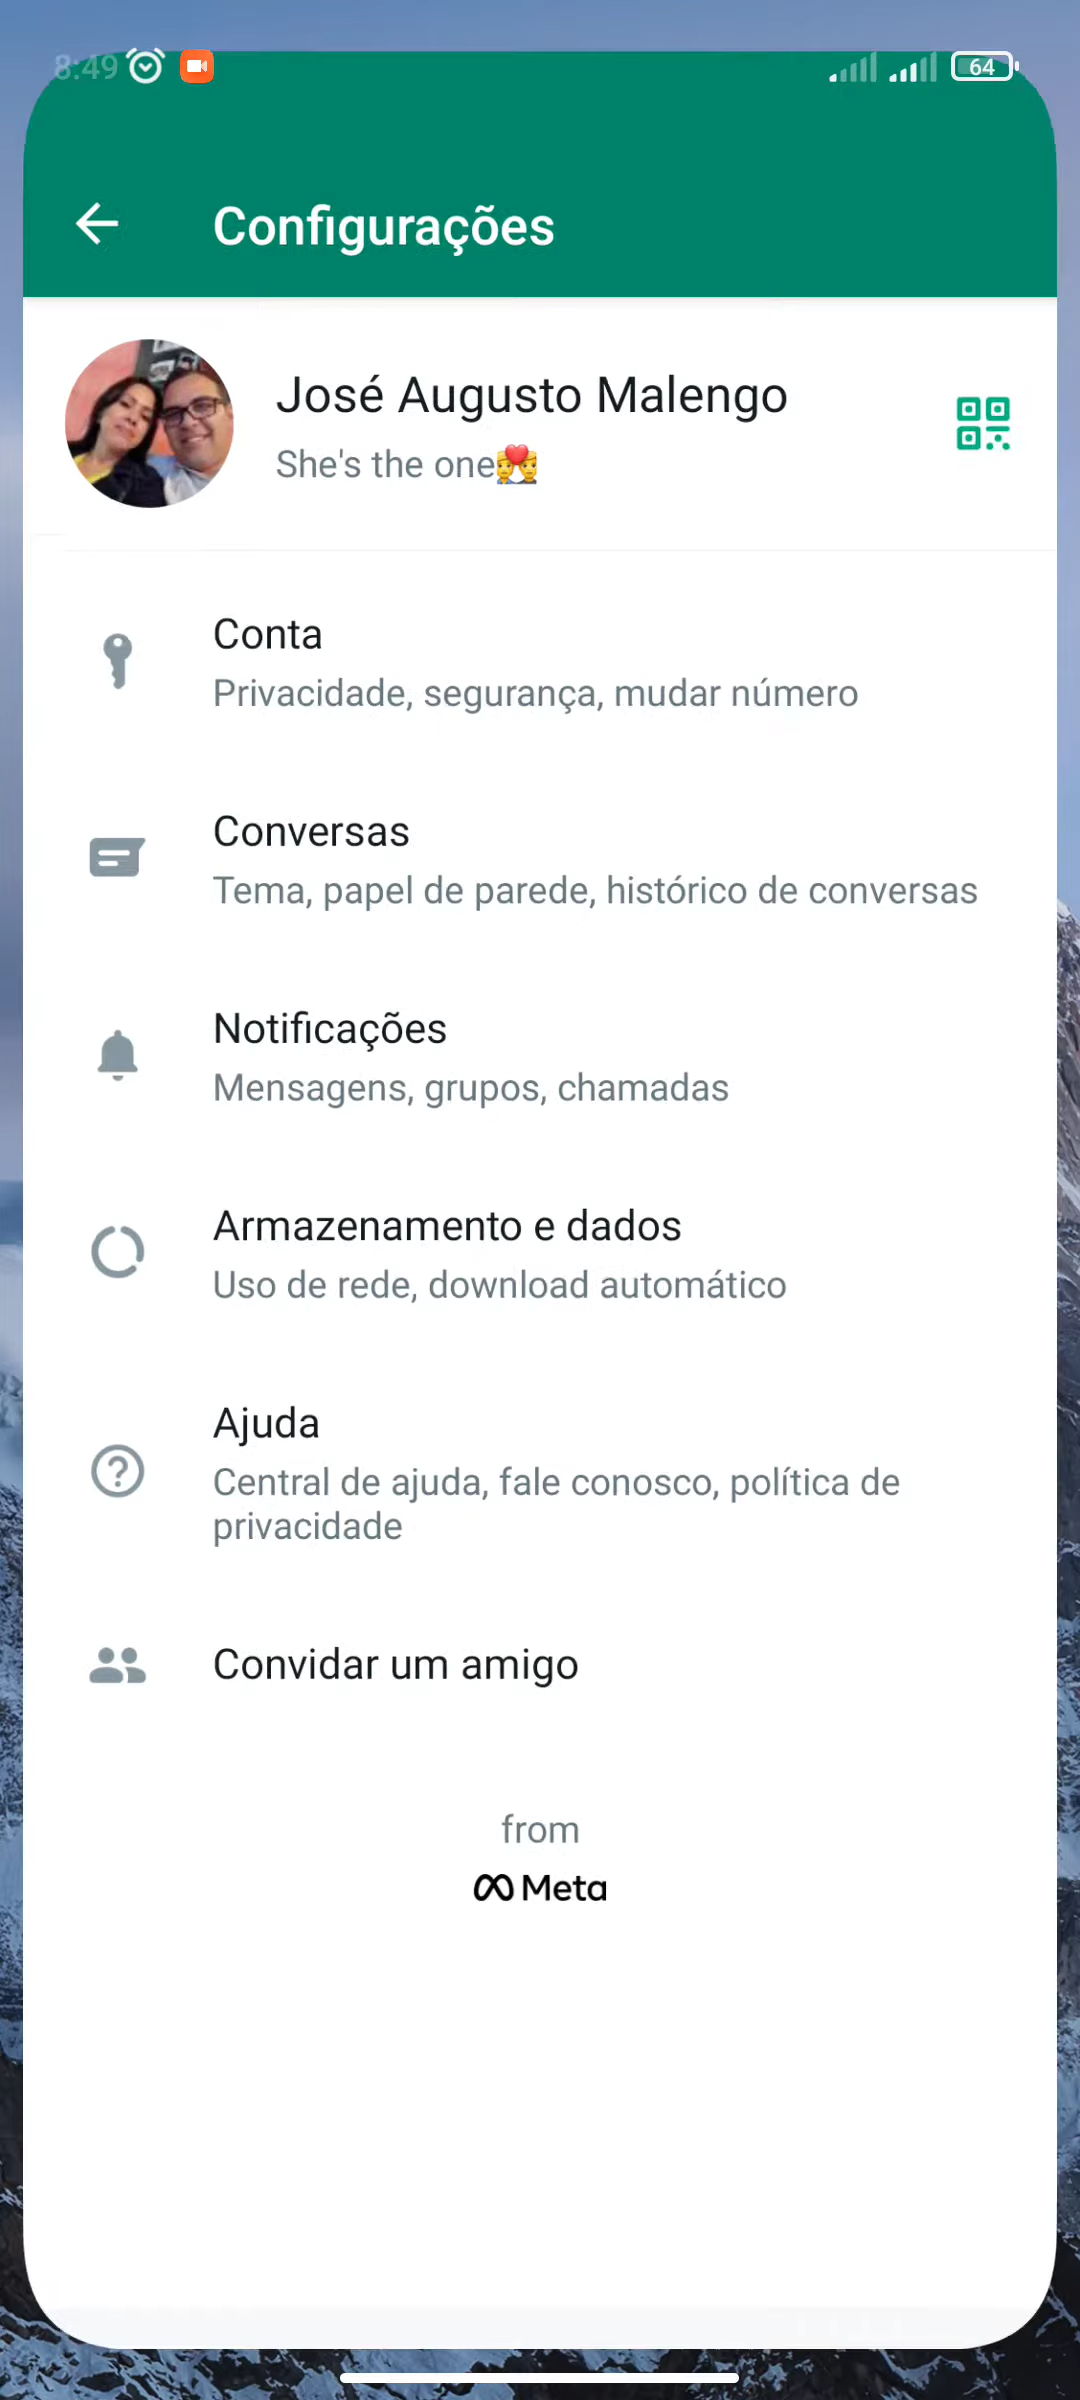 8:49
64
Configurações
José Augusto Malengo
She's the one💏
Conta
Privacidade, segurança, mudar número
Conversas
Tema, papel de parede, histórico de conversas
Notificações
Mensagens, grupos, chamadas
Armazenamento e dados
Uso de rede, download automático
Ajuda
Central de ajuda, fale conosco, política de
privacidade
Convidar um amigo
from
Meta